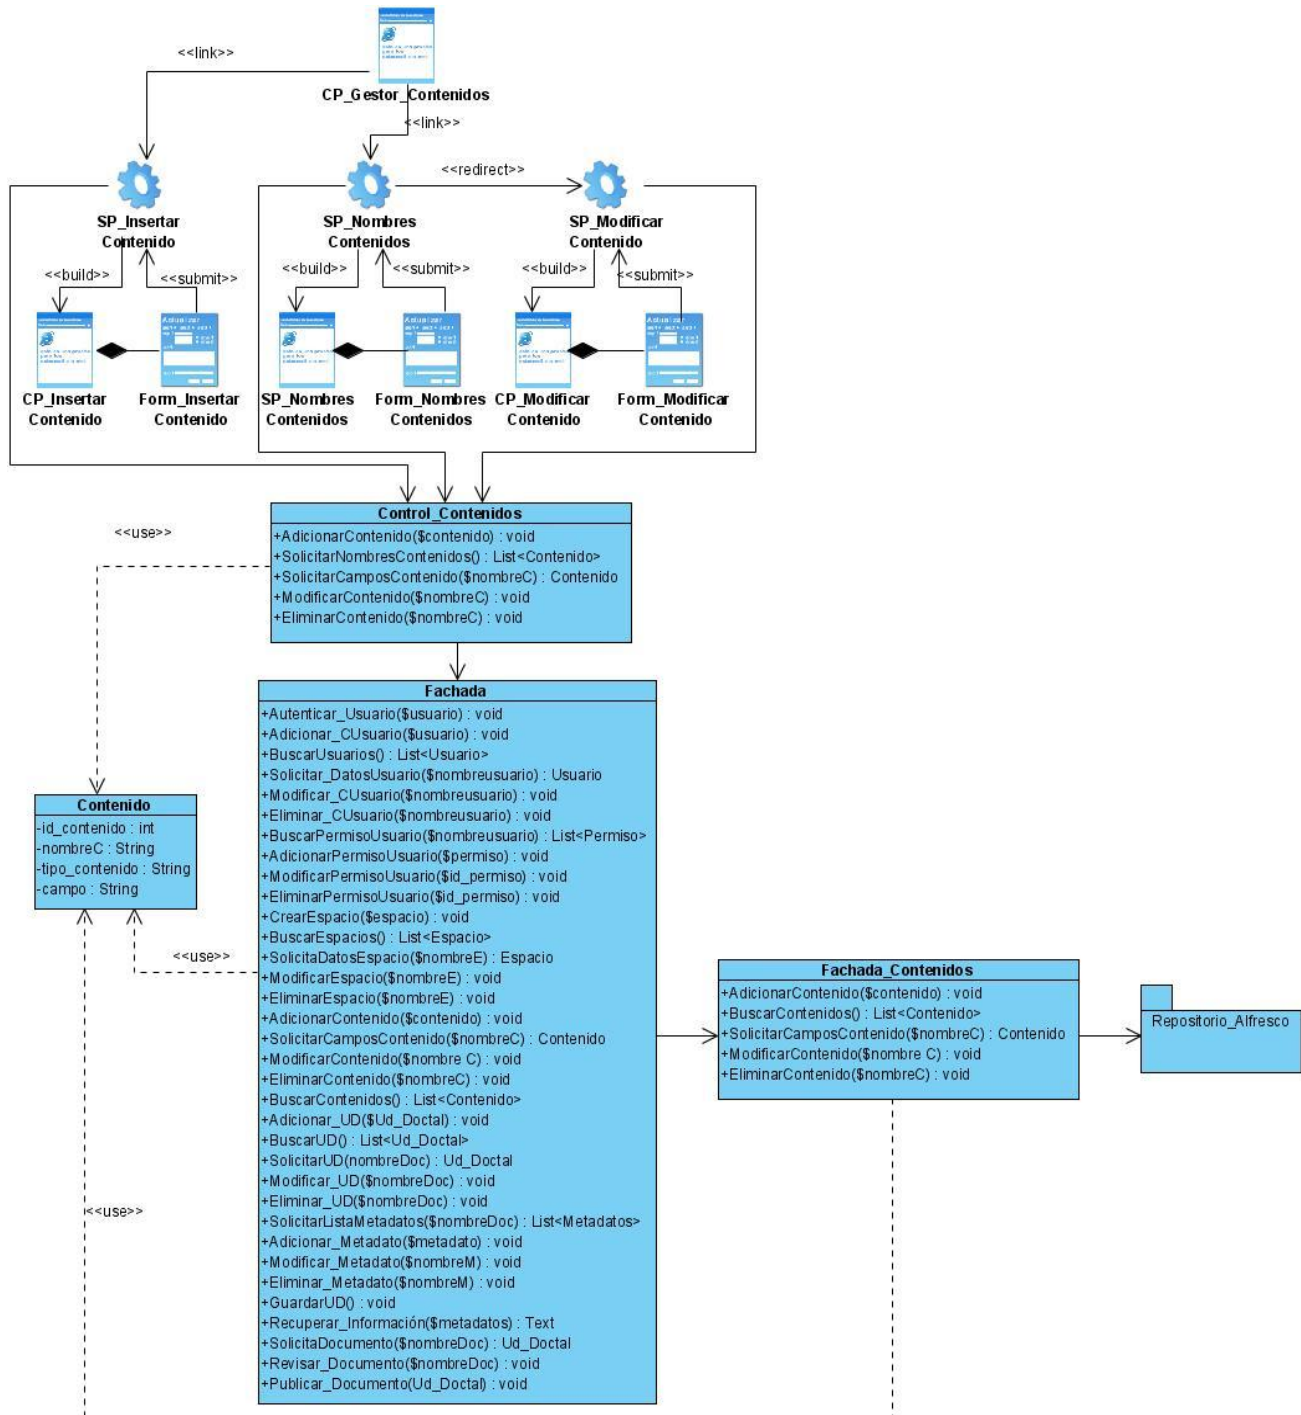 <<link>>
CP_Gestor_Contenidos
<<link>>
<<redirect>>
SP_Insertar
Contenido
SP_Nombres
Contenidos
SP_Modificar
Contenido
<<build>>
<<submit>>
<<build>>
<<submit>>
<<build>>
<<submit>>
Actualizar
Actualizar
Actualizar
CP_Insertar
Contenido
Form_Insertar
Contenido
SP_Nombres
Contenidos
Form_Nombres
Contenidos
CP_Modificar
Contenido
Form_Modificar
Contenido
Control_Contenidos
+AdicionarContenido($contenido) : void
+SolicitarNombresContenidos() : List<Contenido>
+SolicitarCamposContenido($nombreC) : Contenido
+ModificarContenido($nombreC) : void
+EliminarContenido($nombreC) : void
<<use>>
Fachada
+Autenticar_Usuario($usuario) : void
+Adicionar_CUsuario($usuario) : void
+BuscarUsuarios() : List<Usuario>
+Solicitar_DatosUsuario($nombreusuario) : Usuario
+Modificar_CUsuario($nombreusuario) : void
+Eliminar_CUsuario($nombreusuario) : void
+BuscarPermisoUsuario($nombreusuario) : List<Permiso>
+AdicionarPermisoUsuario($permiso) : void
+ModificarPermisoUsuario($id_permiso) : void
+EliminarPermisoUsuario($id_permiso) : void
+CrearEspacio($espacio) : void
+BuscarEspacios() : List<Espacio>
+SolicitaDatosEspacio($nombreE) : Espacio
+ModificarEspacio($nombreE) : void
+EliminarEspacio($nombreE) : void
+AdicionarContenido($contenido) : void
+SolicitarCamposContenido($nombreC) : Contenido
+ModificarContenido($nombre C) : void
+EliminarContenido($nombreC) : void
+BuscarContenidos() : List<Contenido>
+Adicionar_UD($Ud_Doctal) : void
+BuscarUD() : List<Ud_Doctal>
+SolicitarUD(nombreDoc) : Ud_Doctal
+Modificar_UD($nombreDoc) : void
+Eliminar_UD($nombreDoc) : void
+SolicitarListaMetadatos($nombreDoc) : List<Metadatos>
+Adicionar_Metadato($metadato) : void
+Modificar_Metadato($nombreM) : void
+Eliminar_Metadato($nombreM) : void
+GuardarUD() : void
+Recuperar_Información($metadatos) : Text
+SolicitaDocumento($nombreDoc) : Ud_Doctal
+Revisar_Documento($nombreDoc) : void
+Publicar_Documento(Ud_Doctal) : void
Contenido
-id_contenido : int
-nombreC : String
-tipo_contenido : String
-campo : String
<<use>>
<<use>>
Fachada_Contenidos
+AdicionarContenido($contenido) : void
+BuscarContenidos() : List<Contenido>
+SolicitarCamposContenido($nombreC) : Contenido
+ModificarContenido($nombre C) : void
+EliminarContenido($nombreC) : void
Repositorio_Alfresco